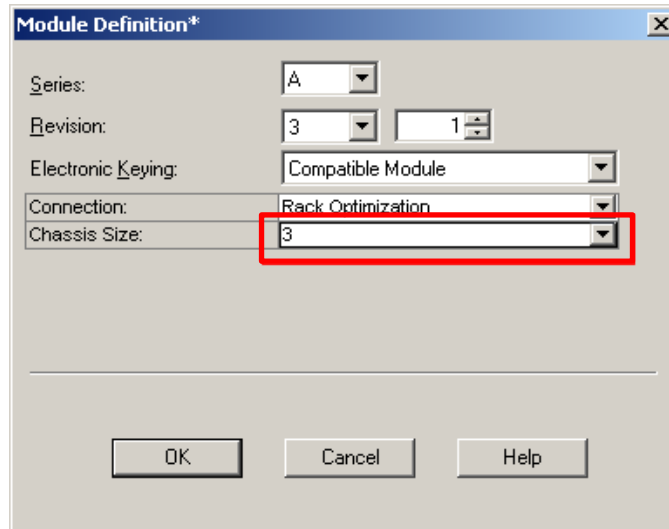 Module Definition*
Series: A
Revision: 3 1
Electronic Keying: Compatible Module
Connection: Rack Optimization
Chassis Size: 3
OK Cancel Help